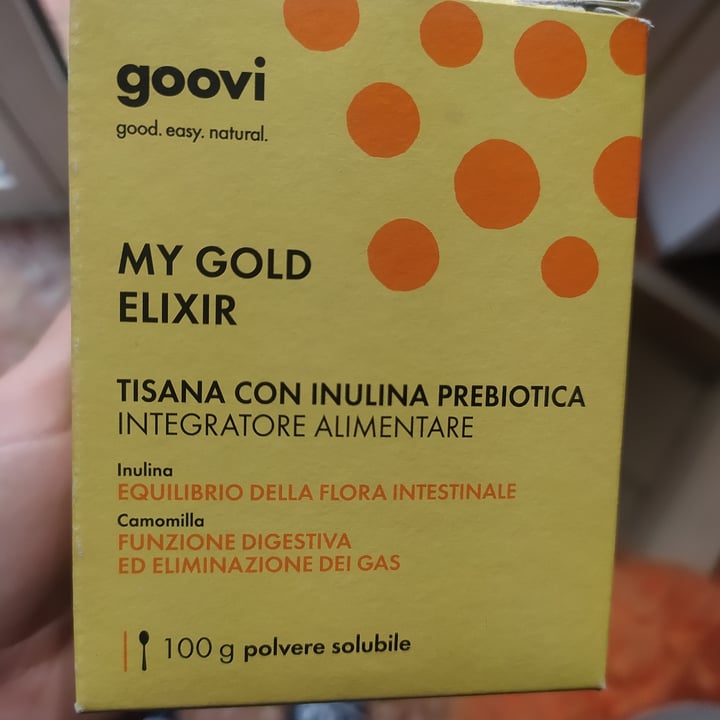 goovi
good. easy. natural.
MY GOLD
ELIXIR
TISANA CON INULINA PREBIOTICA
INTEGRATORE ALIMENTARE
Inulina
EQUILIBRIO DELLA FLORA INTESTINALE
Camomilla
FUNZIONE DIGESTIVA
ED ELIMINAZIONE DEI GAS
100 g polvere solubile